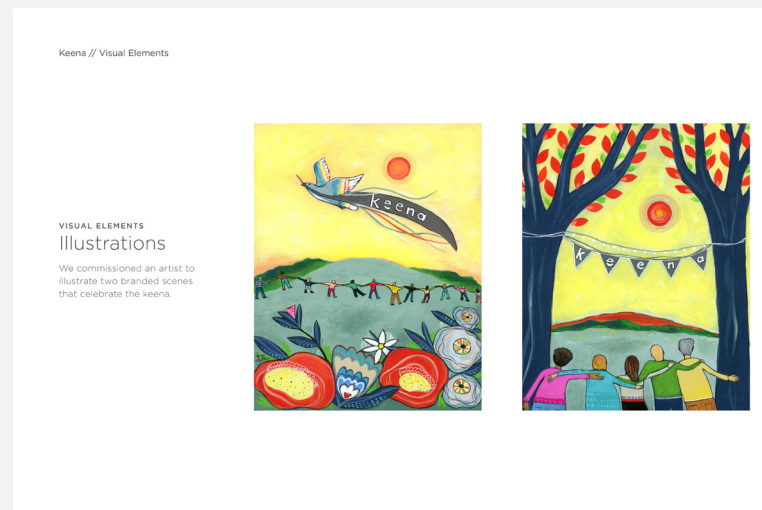 Keena // Visual Elements
VISUAL ELEMENTS
Illustrations
We commissioned an artist to
illustrate two branded scenes
that celebrate the keena.
keena
keena